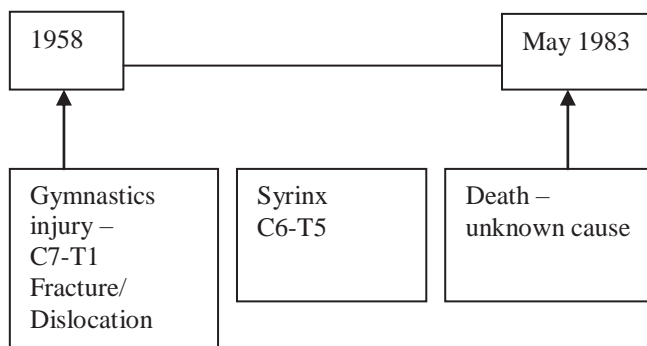 1958
May 1983
Gymnastics
injury –
C7-T1
Fracture/
Dislocation
Syrinx
C6-T5
Death –
unknown cause